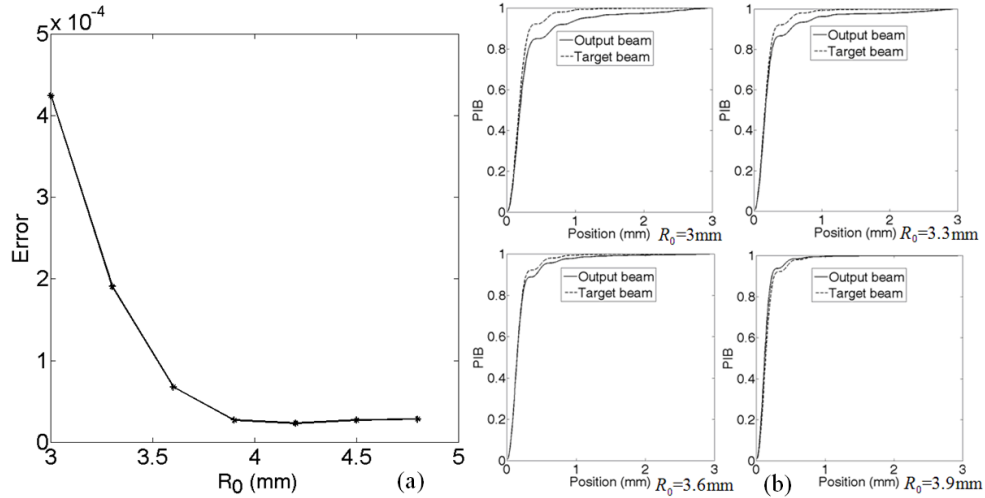 5 x 10⁻⁴
5
4
3
2
1
0
Error
3
3.5
4
4.5
5
R₀ (mm)
(a)
1
0.8
0.6
0.4
0.2
0
PIB
Output beam
Target beam
0
1
2
3
Position (mm)
R₀=3mm
1
0.8
0.6
0.4
0.2
0
PIB
Output beam
Target beam
0
1
2
3
Position (mm)
R₀=3.3mm
1
0.8
0.6
0.4
0.2
0
PIB
Output beam
Target beam
0
1
2
3
Position (mm)
R₀=3.6mm
(b)
1
0.8
0.6
0.4
0.2
0
PIB
Output beam
Target beam
0
1
2
3
Position (mm)
R₀=3.9mm